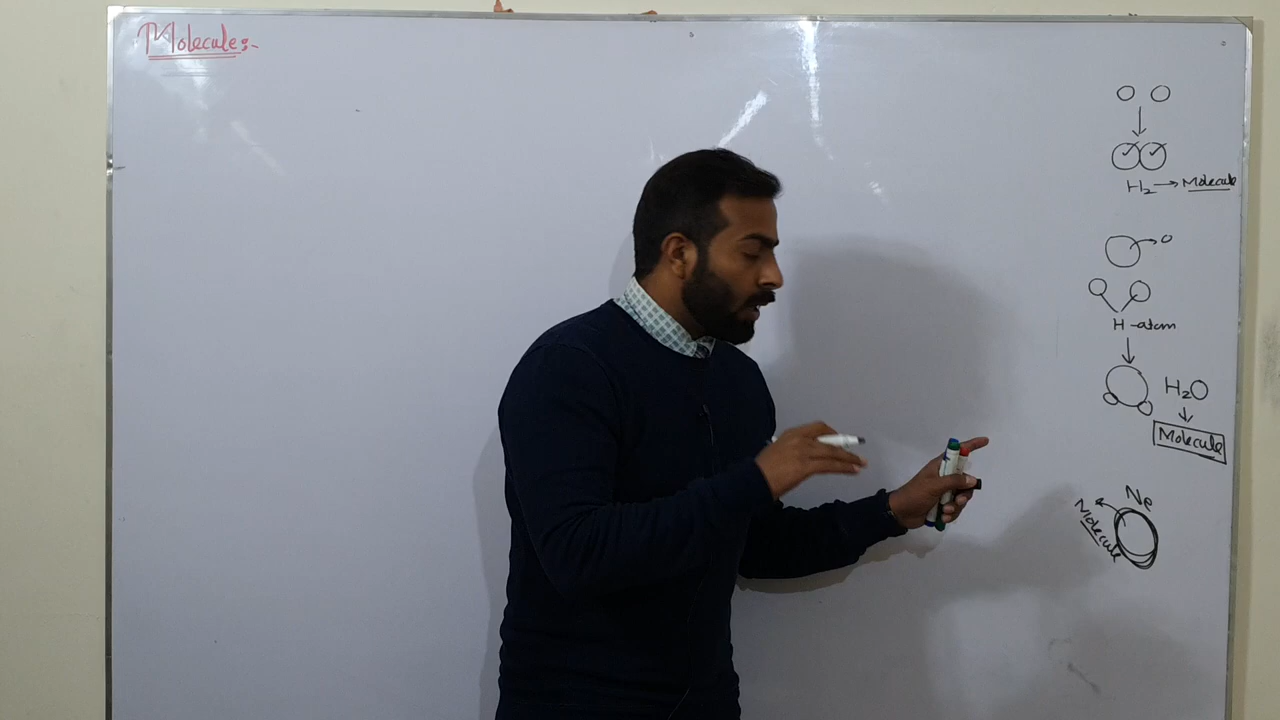 Molecule:-
H₂ → Molecule
O
H-atom
H₂O
Molecule
Ne
Molecule